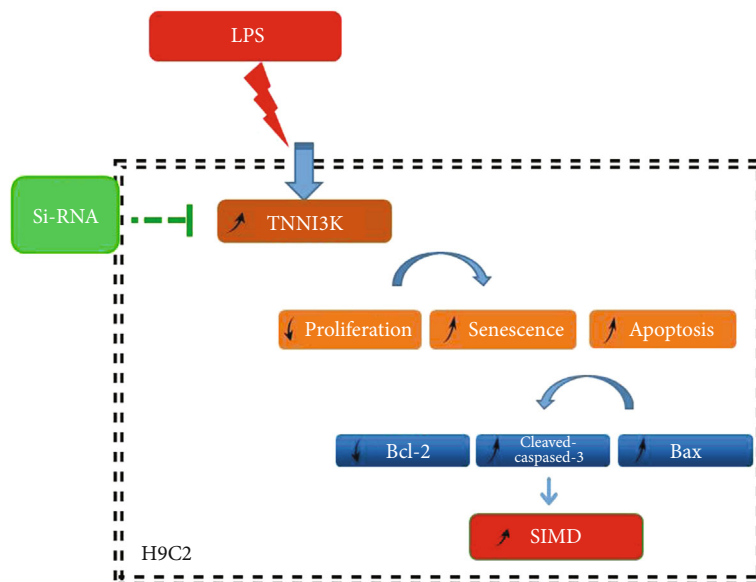 LPS
Si-RNA
TNNI3K
Proliferation
Senescence
Apoptosis
Bcl-2
Cleaved-
caspased-3
Bax
SIMD
H9C2